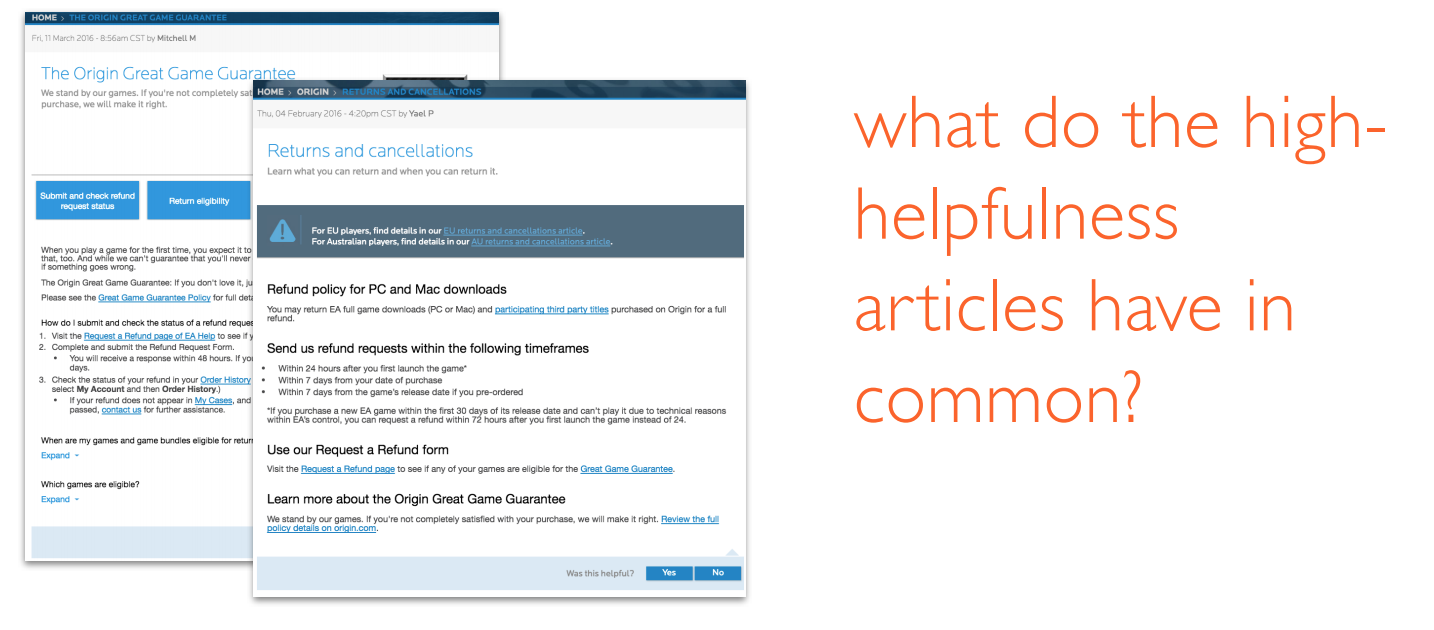 HOME > THE ORIGIN GREAT GAME GUARANTEE
Fri, 11 March 2016 - 8:56am CST by Mitchell M
The Origin Great Game Guarantee
We stand by our games. If you're not completely sat
purchase, we will make it right.
Submit and check refund
request status
Return eligibility
When you play a game for the first time, you expect it to
that, too. And while we can't guarantee that you'll never
if something goes wrong.
The Origin Great Game Guarantee: If you don't love it, ju
Please see the Great Game Guarantee Policy for full deta
How do I submit and check the status of a refund reques
1. Visit the Request a Refund page of EA Help to see if y
2. Complete and submit the Refund Request Form.
• You will receive a response within 48 hours. If you
days.
3. Check the status of your refund in your Order History
select My Account and then Order History.)
• If your refund does not appear in My Cases, and
passed, contact us for further assistance.
When are my games and game bundles eligible for return
Expand
Which games are eligible?
Expand
HOME > ORIGIN > RETURNS AND CANCELLATIONS
Thu, 04 February 2016 - 4:20pm CST by Yael P
Returns and cancellations
Learn what you can return and when you can return it.
For EU players, find details in our EU returns and cancellations article.
For Australian players, find details in our AU returns and cancellations article.
Refund policy for PC and Mac downloads
You may return EA full game downloads (PC or Mac) and participating third party titles purchased on Origin for a full
refund.
Send us refund requests within the following timeframes
• Within 24 hours after you first launch the game*
• Within 7 days from your date of purchase
• Within 7 days from the game's release date if you pre-ordered
*If you purchase a new EA game within the first 30 days of its release date and can't play it due to technical reasons
within EA's control, you can request a refund within 72 hours after you first launch the game instead of 24.
Use our Request a Refund form
Visit the Request a Refund page to see if any of your games are eligible for the Great Game Guarantee.
Learn more about the Origin Great Game Guarantee
We stand by our games. If you're not completely satisfied with your purchase, we will make it right. Review the full
policy details on origin.com.
Was this helpful?
Yes
No
what do the high-
helpfulness
articles have in
common?